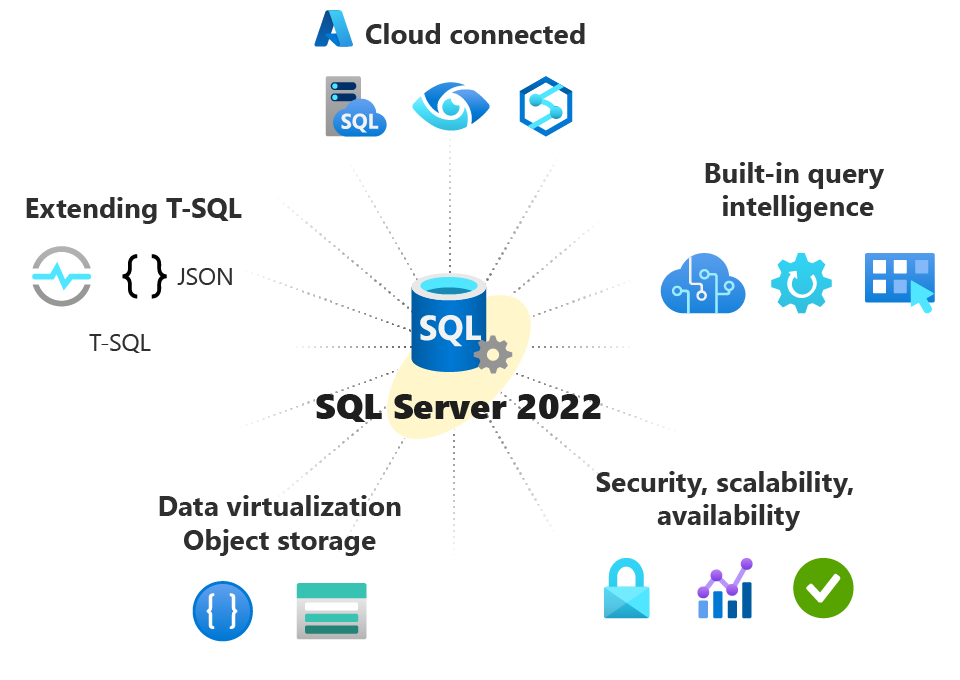 Cloud connected
SQL
Built-in query
intelligence
Extending T-SQL
{ } JSON
T-SQL
SQL
SQL Server 2022
Data virtualization
Object storage
{ }
Security, scalability,
availability